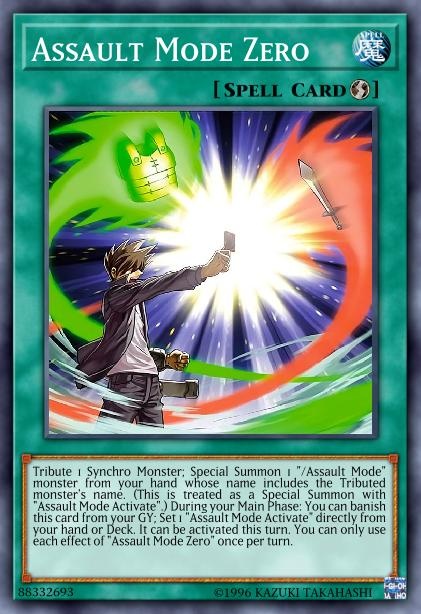 ASSAULT MODE ZERO
SPELL
魔
[SPELL CARD]
Tribute 1 Synchro Monster; Special Summon 1 "/Assault Mode"
monster from your hand whose name includes the Tributed
monster's name. (This is treated as a Special Summon with
"Assault Mode Activate".) During your Main Phase: You can banish
this card from your GY; Set 1 "Assault Mode Activate" directly
from your hand or Deck. It can be activated this turn. You can only
use each effect of "Assault Mode Zero" once per turn.
88332693
©1996 KAZUKI TAKAHASHI